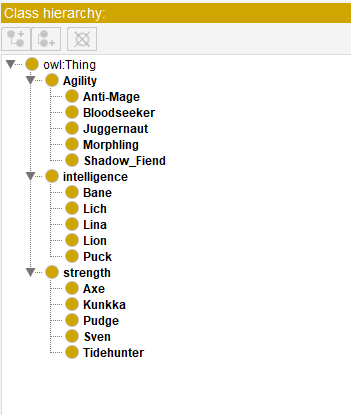 Class hierarchy:
owl:Thing
Agility
Anti-Mage
Bloodseeker
Juggernaut
Morphling
Shadow_Fiend
intelligence
Bane
Lich
Lina
Lion
Puck
strength
Axe
Kunkka
Pudge
Sven
Tidehunter